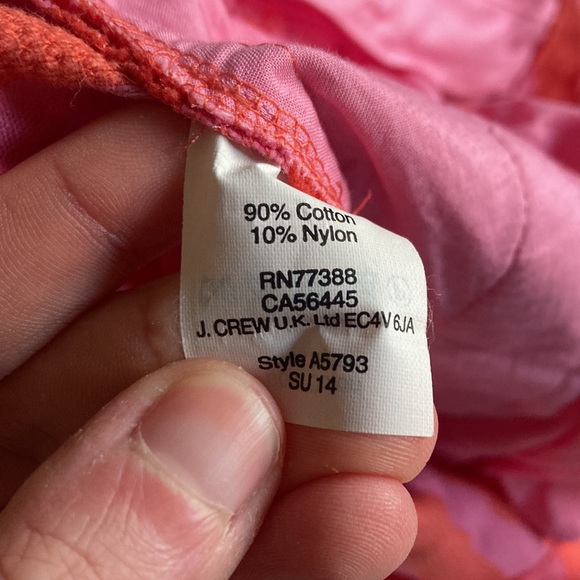 90% Cotton
10% Nylon
RN77388
CA56445
J. CREW U.K. Ltd EC4V 6JA
Style A5793
SU 14